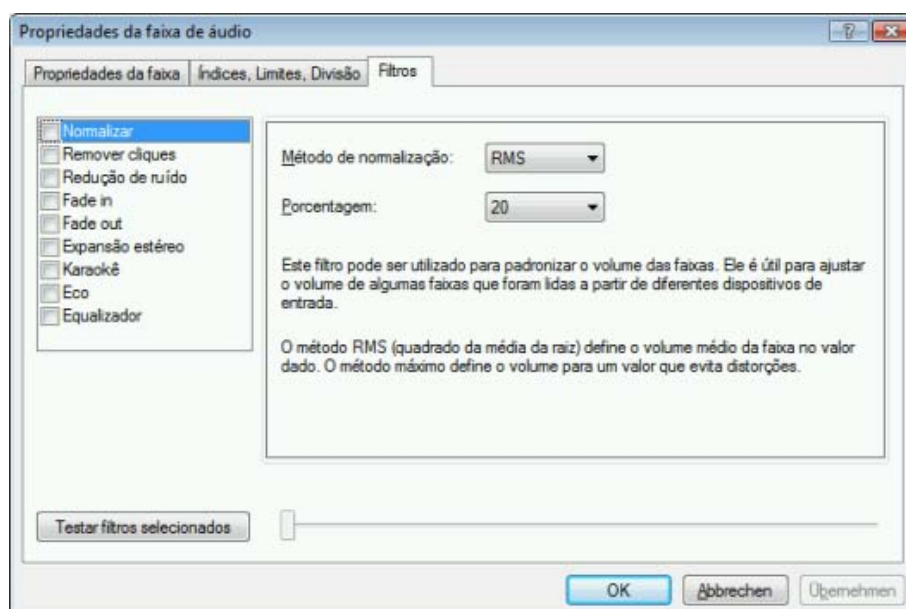 Propriedades da faixa de áudio
Propriedades da faixa
Índices, Limites, Divisão
Filtros
Normalizar
Remover cliques
Redução de ruído
Fade in
Fade out
Expansão estéreo
Karaokê
Eco
Equalizador
Método de normalização: RMS
Porcentagem: 20
Este filtro pode ser utilizado para padronizar o volume das faixas. Ele é útil para ajustar
o volume de algumas faixas que foram lidas a partir de diferentes dispositivos de
entrada.
O método RMS (quadrado da média da raiz) define o volume médio da faixa no valor
dado. O método máximo define o volume para um valor que evita distorções.
Testar filtros selecionados
OK
Abbrechen
Übernehmen